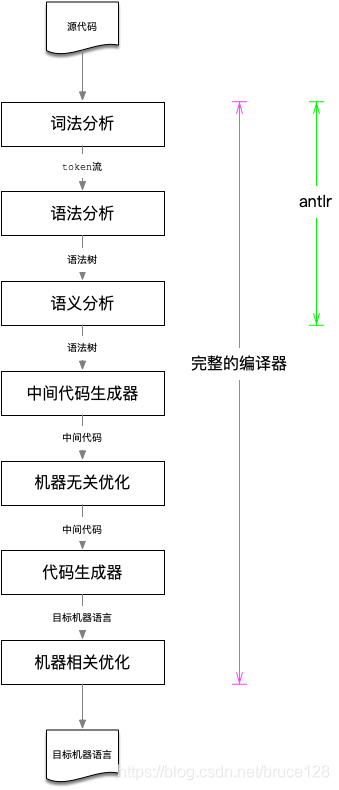 源代码
词法分析
token流
antlr
语法分析
语法树
语义分析
语法树
完整的编译器
中间代码生成器
中间代码
机器无关优化
中间代码
代码生成器
目标机器语言
机器相关优化
目标机器语言
https://blog.csdn.net/bruce128